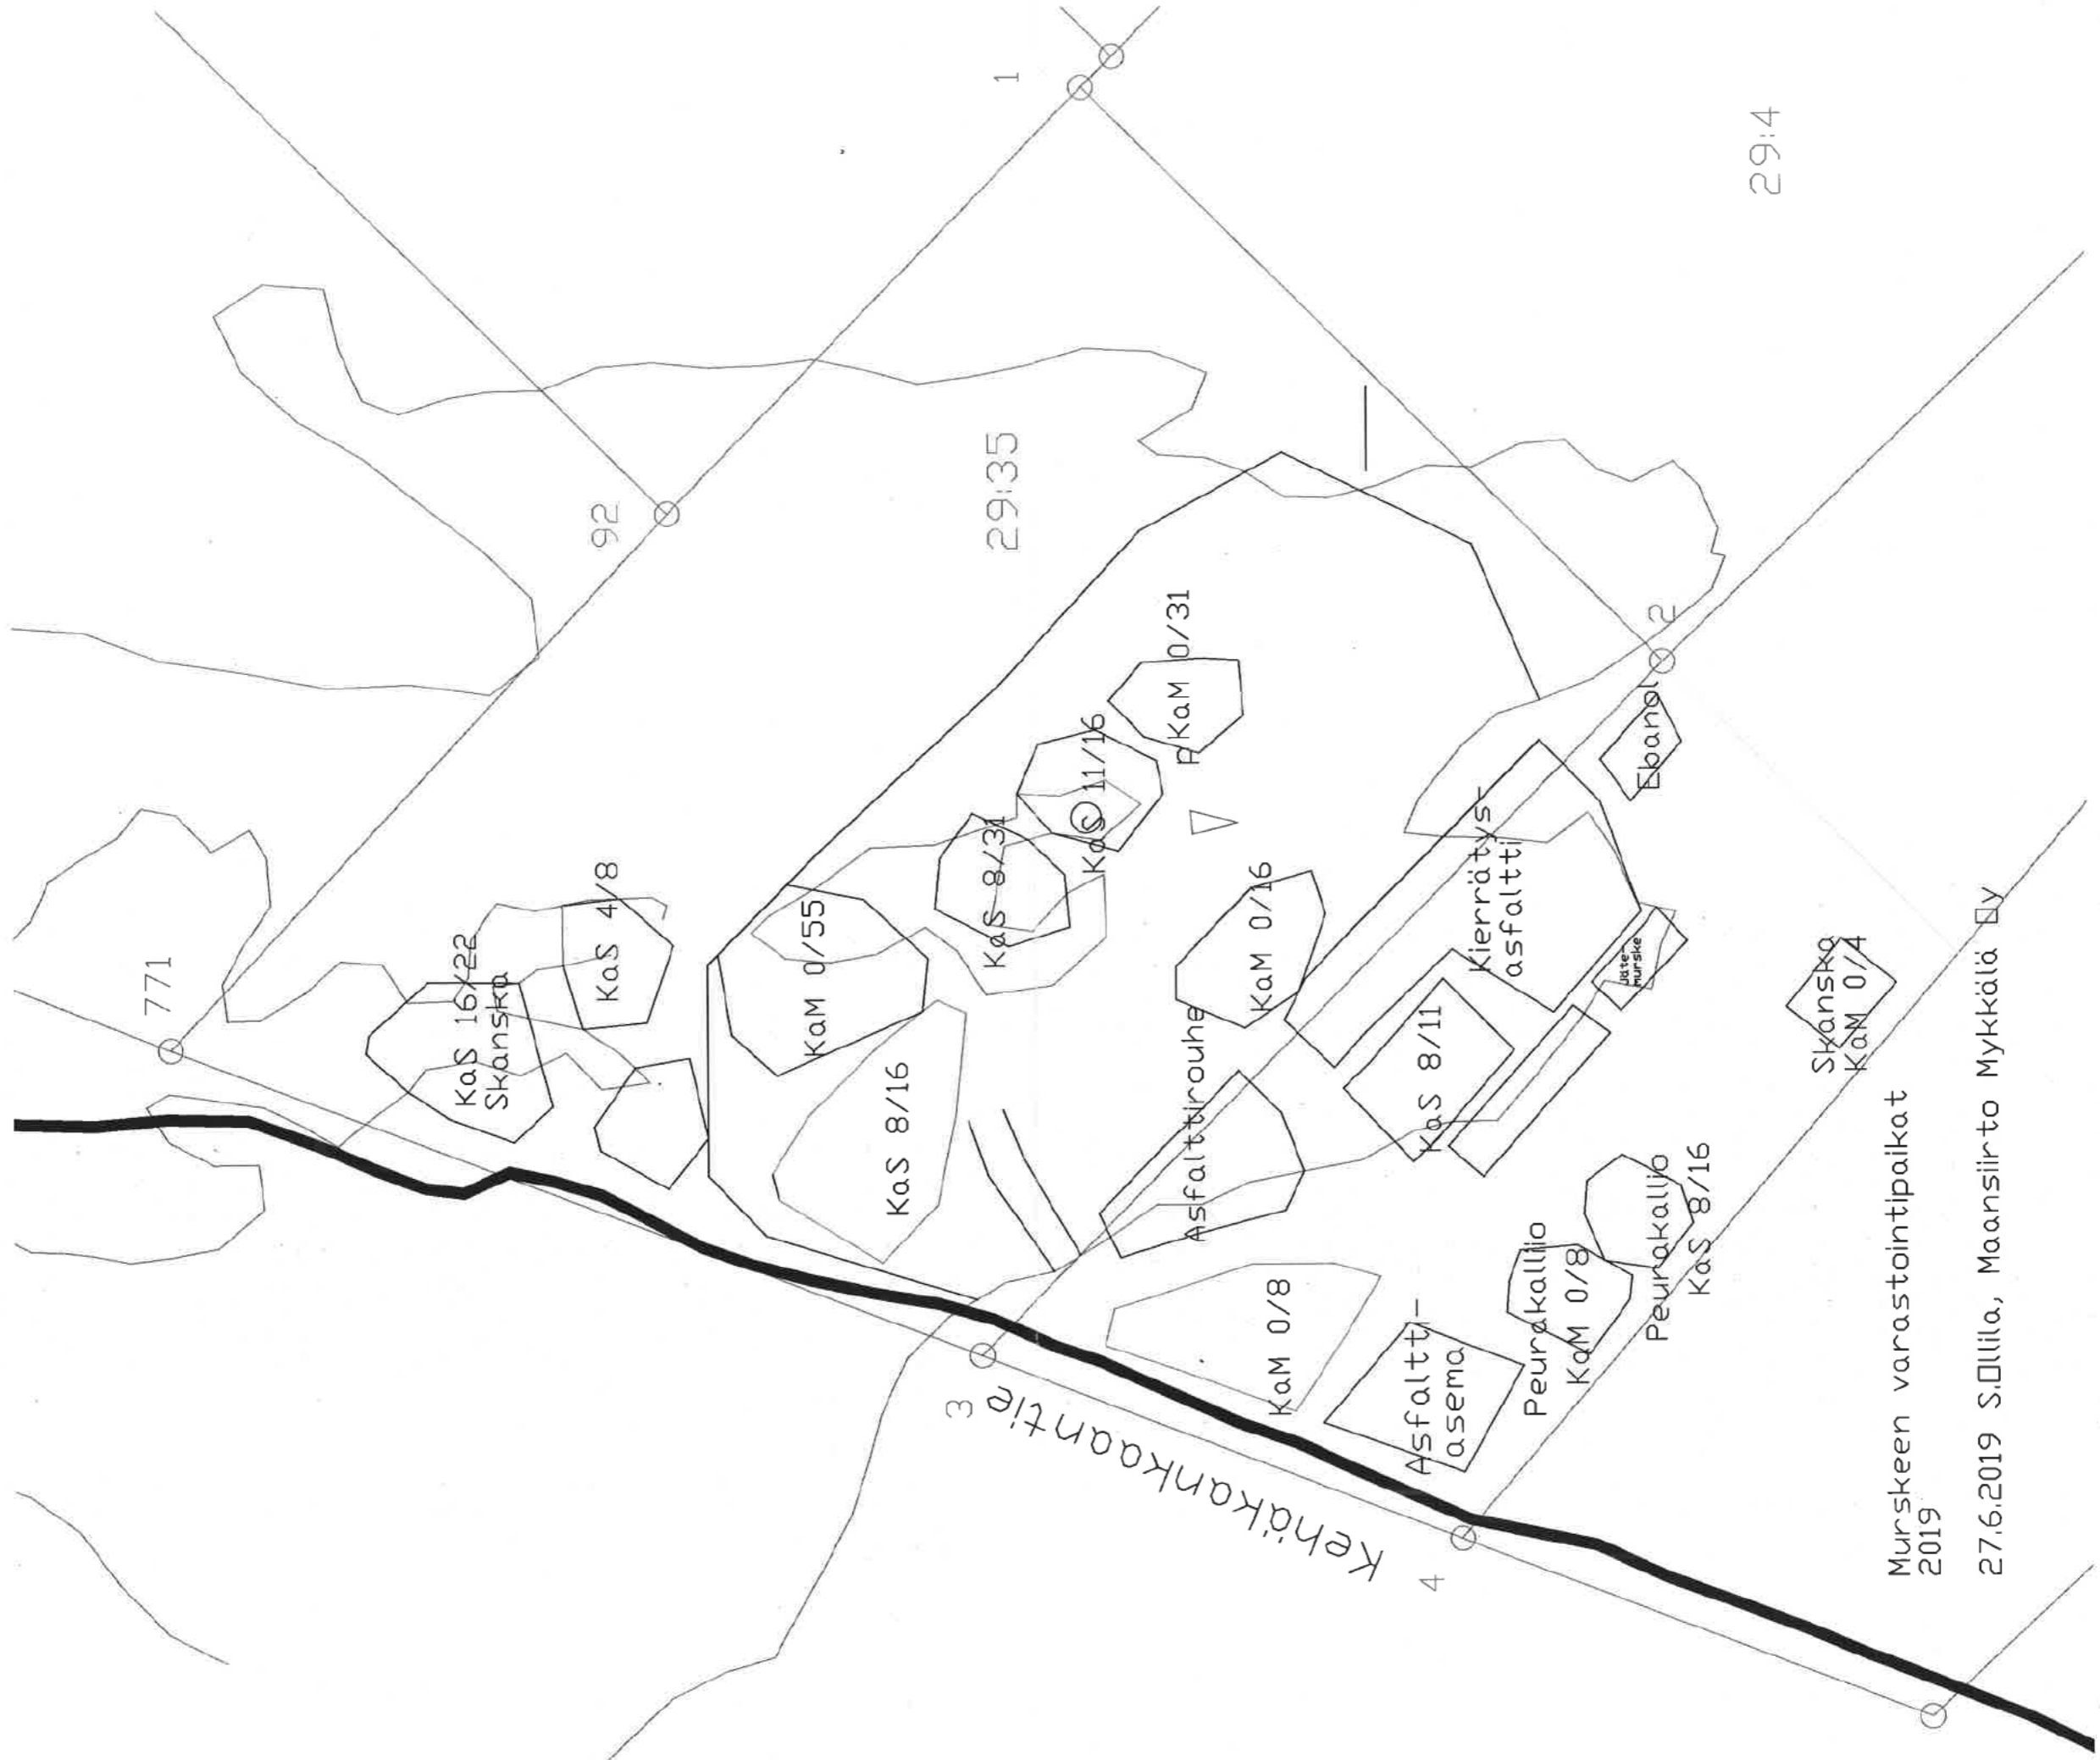 771
92
1
29:35
29:4
KaS 16/22
Skanska
KaS 4/8
KaM 0/55
KaS 8/16
KaS 8/31
KaS 11/16
A
KaM 0/31
Asfalttirouhe
KaM 0/16
KaS 8/11
Kierrätys-
asfaltti
Jäte-
murske
Ebanol
2
3
Kehäkankaantie
4
KaM 0/8
Asfaltti-
asema
Peurakallio
KaM 0/8
Peurakallio
KaS 8/16
Skanska
KaM 0/4
Murskeen varastointipaikat
2019
27.6.2019 S.Ollila, Maansiirto Mykkälä Oy